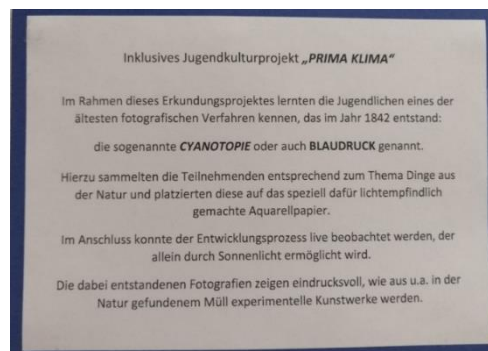 Inklusives Jugendkulturprojekt „PRIMA KLIMA“
Im Rahmen dieses Erkundungsprojektes lernten die Jugendlichen eines der
ältesten fotografischen Verfahren kennen, das im Jahr 1842 entstand:
die sogenannte CYANOTOPIE oder auch BLAUDRUCK genannt.
Hierzu sammelten die Teilnehmenden entsprechend zum Thema Dinge aus
der Natur und platzierten diese auf das speziell dafür lichtempfindlich
gemachte Aquarellpapier.
Im Anschluss konnte der Entwicklungsprozess live beobachtet werden, der
allein durch Sonnenlicht ermöglicht wird.
Die dabei entstandenen Fotografien zeigen eindrucksvoll, wie aus u.a. in der
Natur gefundenem Müll experimentelle Kunstwerke werden.